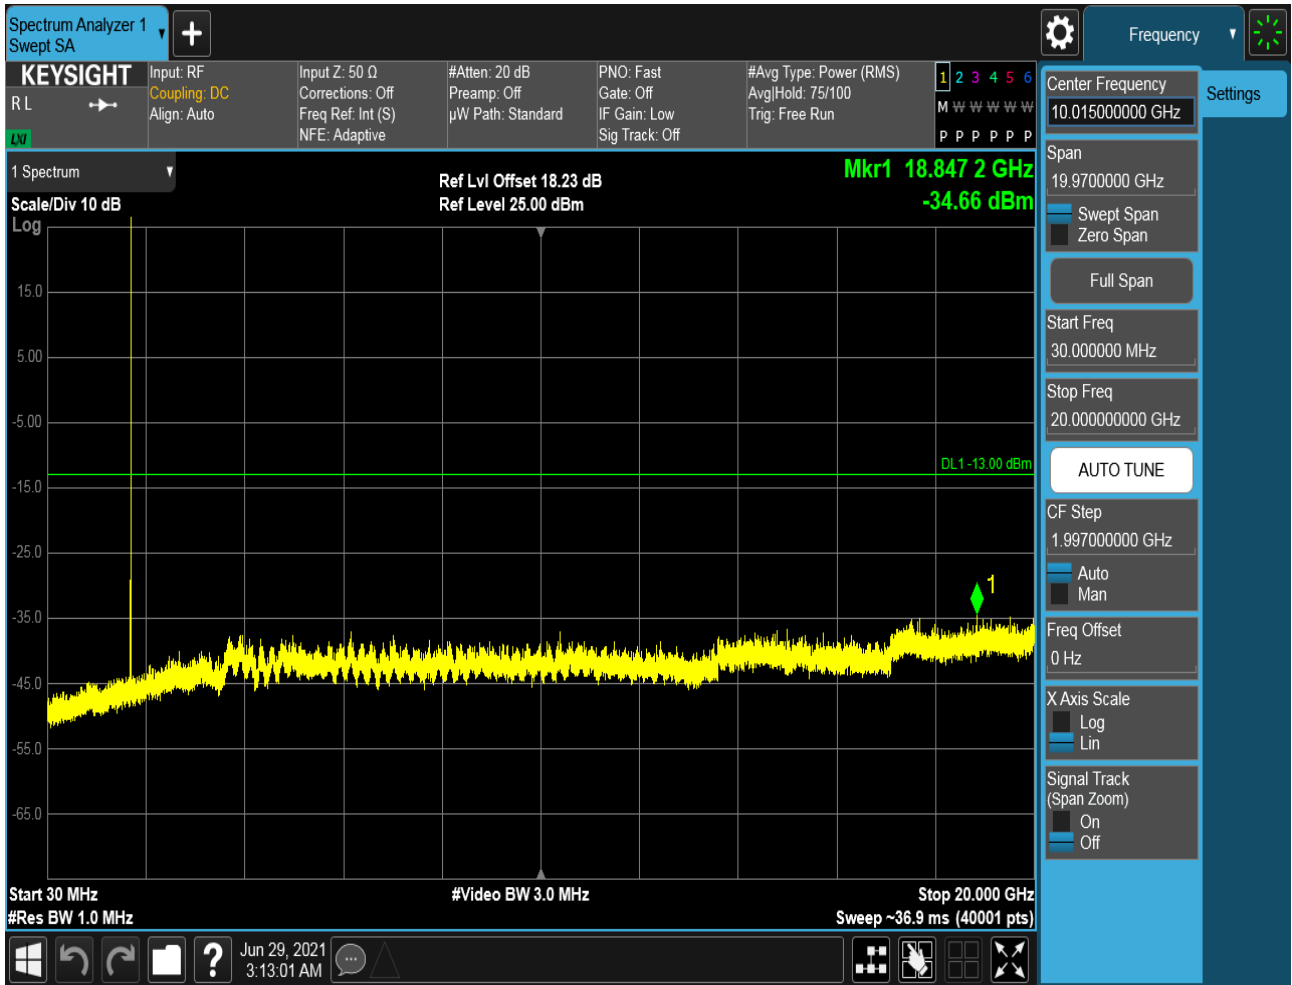 Spectrum Analyzer 1
Swept SA
Frequency
KEYSIGHT
R L
LXI
Input: RF
Coupling: DC
Align: Auto
Input Z: 50 Ω
Corrections: Off
Freq Ref: Int (S)
NFE: Adaptive
#Atten: 20 dB
Preamp: Off
µW Path: Standard
PNO: Fast
Gate: Off
IF Gain: Low
Sig Track: Off
#Avg Type: Power (RMS)
Avg|Hold: 75/100
Trig: Free Run
1 2 3 4 5 6
M W W W W W
P P P P P P
1 Spectrum
Scale/Div 10 dB
Log
Ref Lvl Offset 18.23 dB
Ref Level 25.00 dBm
Mkr1 18.847 2 GHz
-34.66 dBm
15.0
5.00
-5.00
-15.0
-25.0
-35.0
-45.0
-55.0
-65.0
DL1 -13.00 dBm
1
Start 30 MHz
#Res BW 1.0 MHz
#Video BW 3.0 MHz
Stop 20.000 GHz
Sweep ~36.9 ms (40001 pts)
Jun 29, 2021
3:13:01 AM
Settings
Center Frequency
10.015000000 GHz
Span
19.9700000 GHz
Swept Span
Zero Span
Full Span
Start Freq
30.000000 MHz
Stop Freq
20.000000000 GHz
AUTO TUNE
CF Step
1.997000000 GHz
Auto
Man
Freq Offset
0 Hz
X Axis Scale
Log
Lin
Signal Track
(Span Zoom)
On
Off